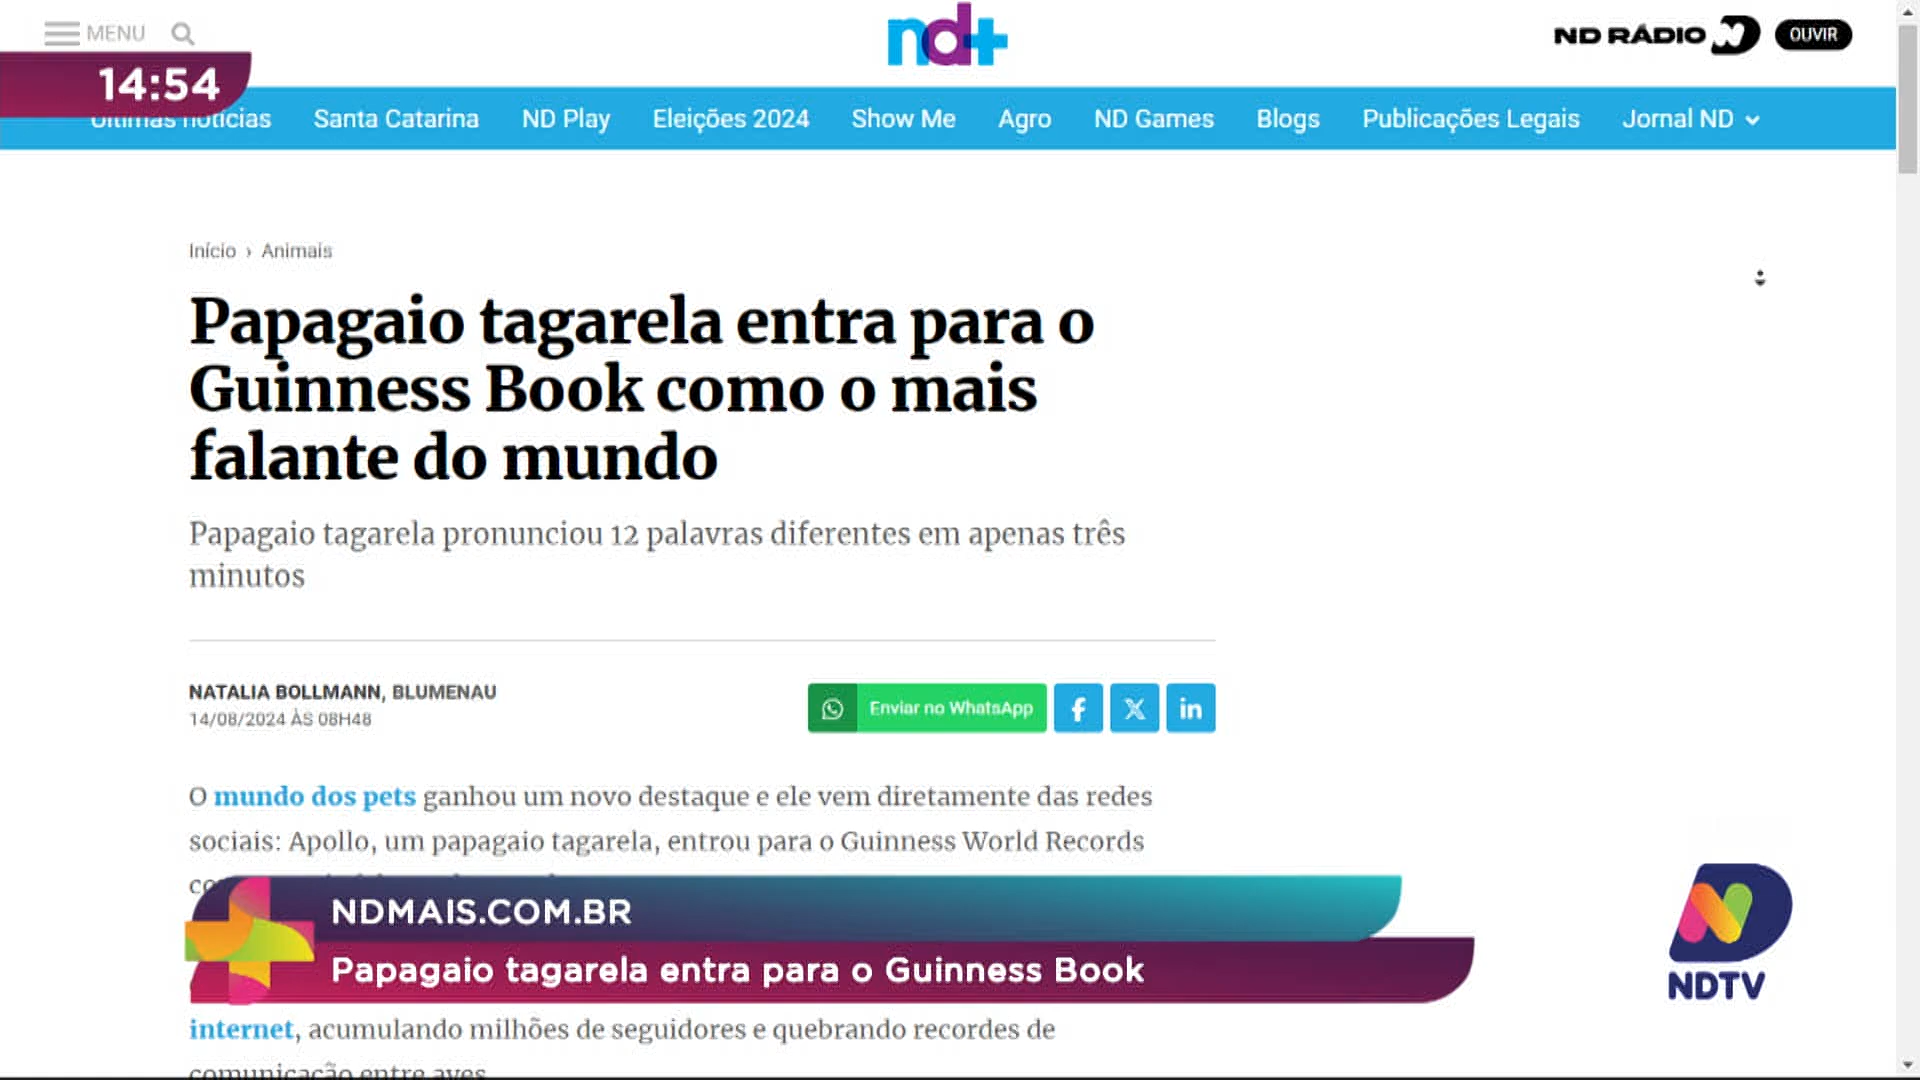 MENU
nd+
ND RÁDIO
OUVIR
14:54
Últimas notícias
Santa Catarina
ND Play
Eleições 2024
Show Me
Agro
ND Games
Blogs
Publicações Legais
Jornal ND
Início › Animais
Papagaio tagarela entra para o
Guinness Book como o mais
falante do mundo
Papagaio tagarela pronunciou 12 palavras diferentes em apenas três
minutos
NATALIA BOLLMANN, BLUMENAU
14/08/2024 ÀS 08H48
Enviar no WhatsApp
O mundo dos pets ganhou um novo destaque e ele vem diretamente das redes
sociais: Apollo, um papagaio tagarela, entrou para o Guinness World Records
NDMAIS.COM.BR
Papagaio tagarela entra para o Guinness Book
NDTV
internet, acumulando milhões de seguidores e quebrando recordes de
comunicação entre aves